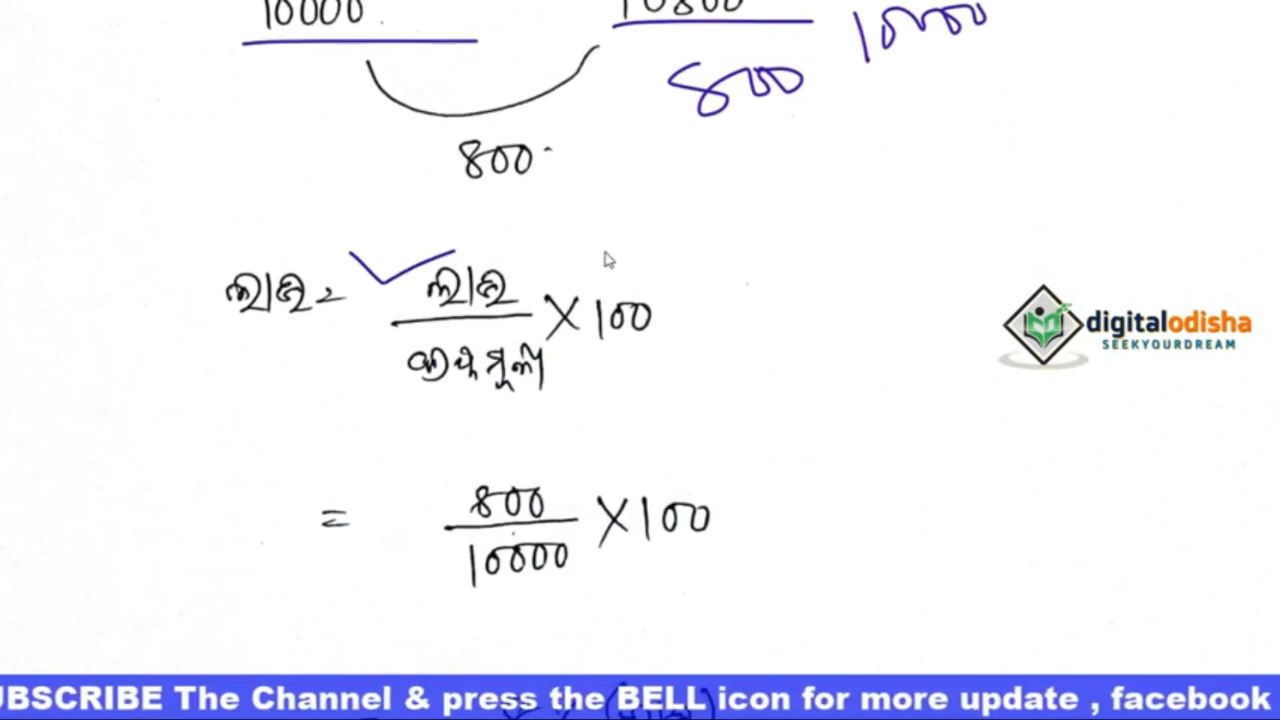 10000 10800 10000
800
800
ଲାଭ = ଲାଭ / କ୍ରୟ ମୂଲ୍ୟ × 100
digitalodisha
SEEKYOURDREAM
= 800 / 10000 × 100
UBSCRIBE The Channel & press the BELL icon for more update , facebook